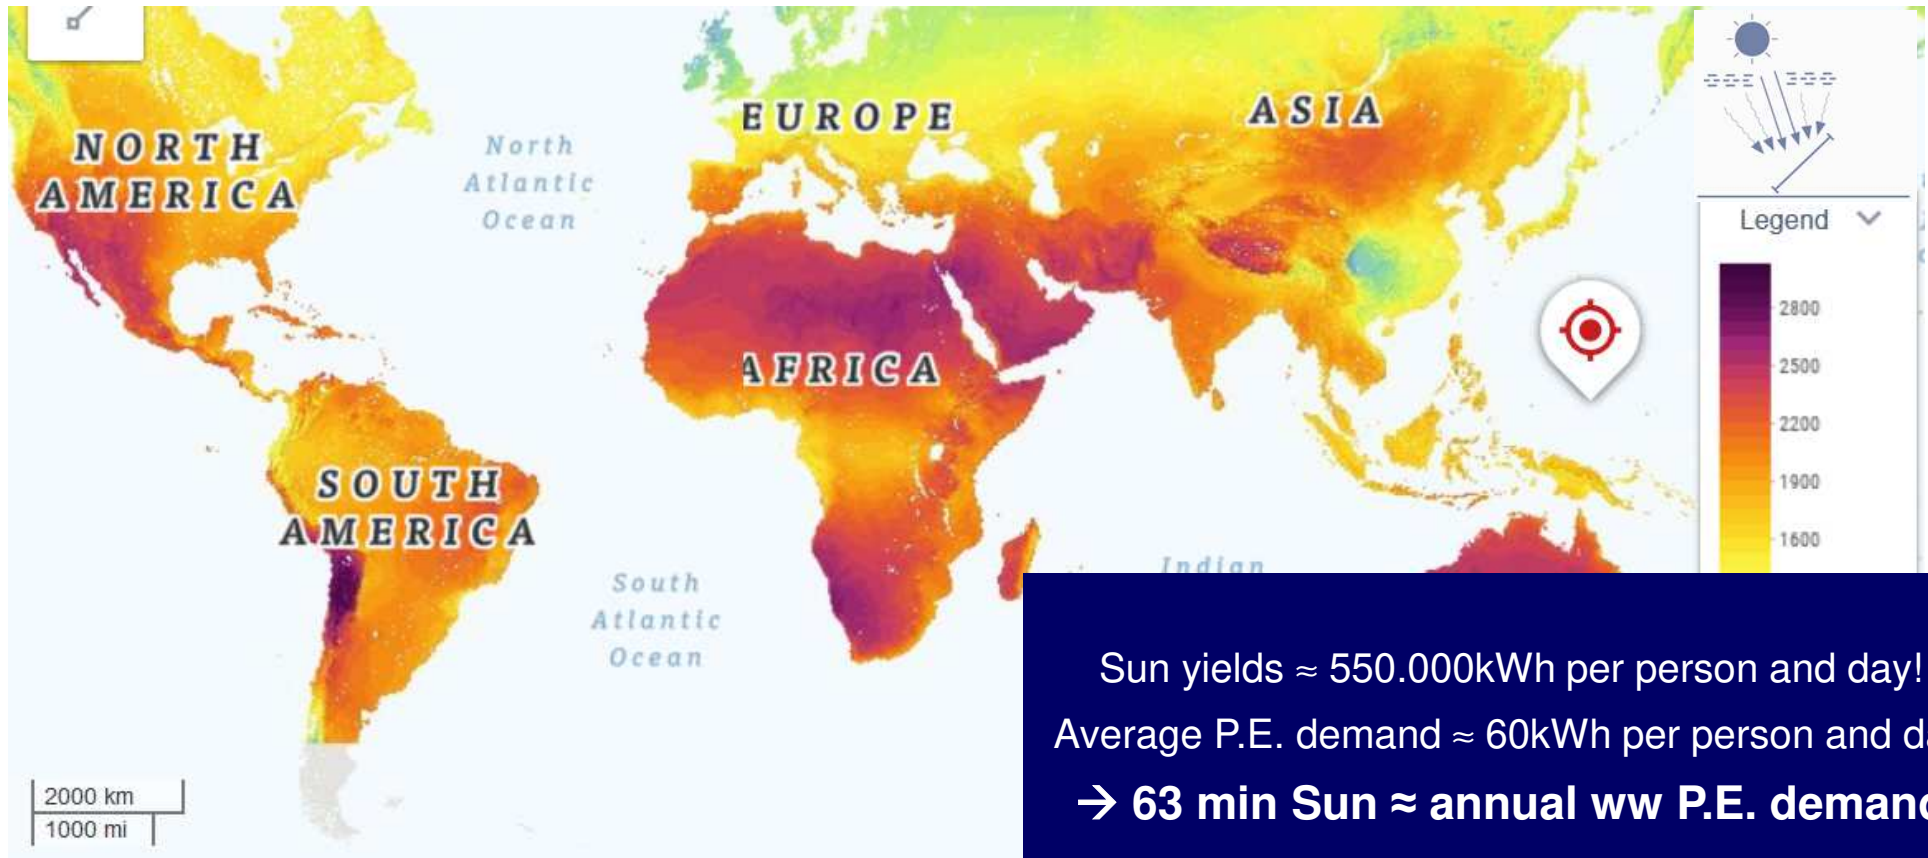 NORTH
AMERICA
North
Atlantic
Ocean
EUROPE
ASIA
Legend
2800
2500
2200
1900
1600
AFRICA
SOUTH
AMERICA
South
Atlantic
Ocean
Indian
2000 km
1000 mi
Sun yields ≈ 550.000kWh per person and day!
Average P.E. demand ≈ 60kWh per person and
→ 63 min Sun ≈ annual ww P.E.